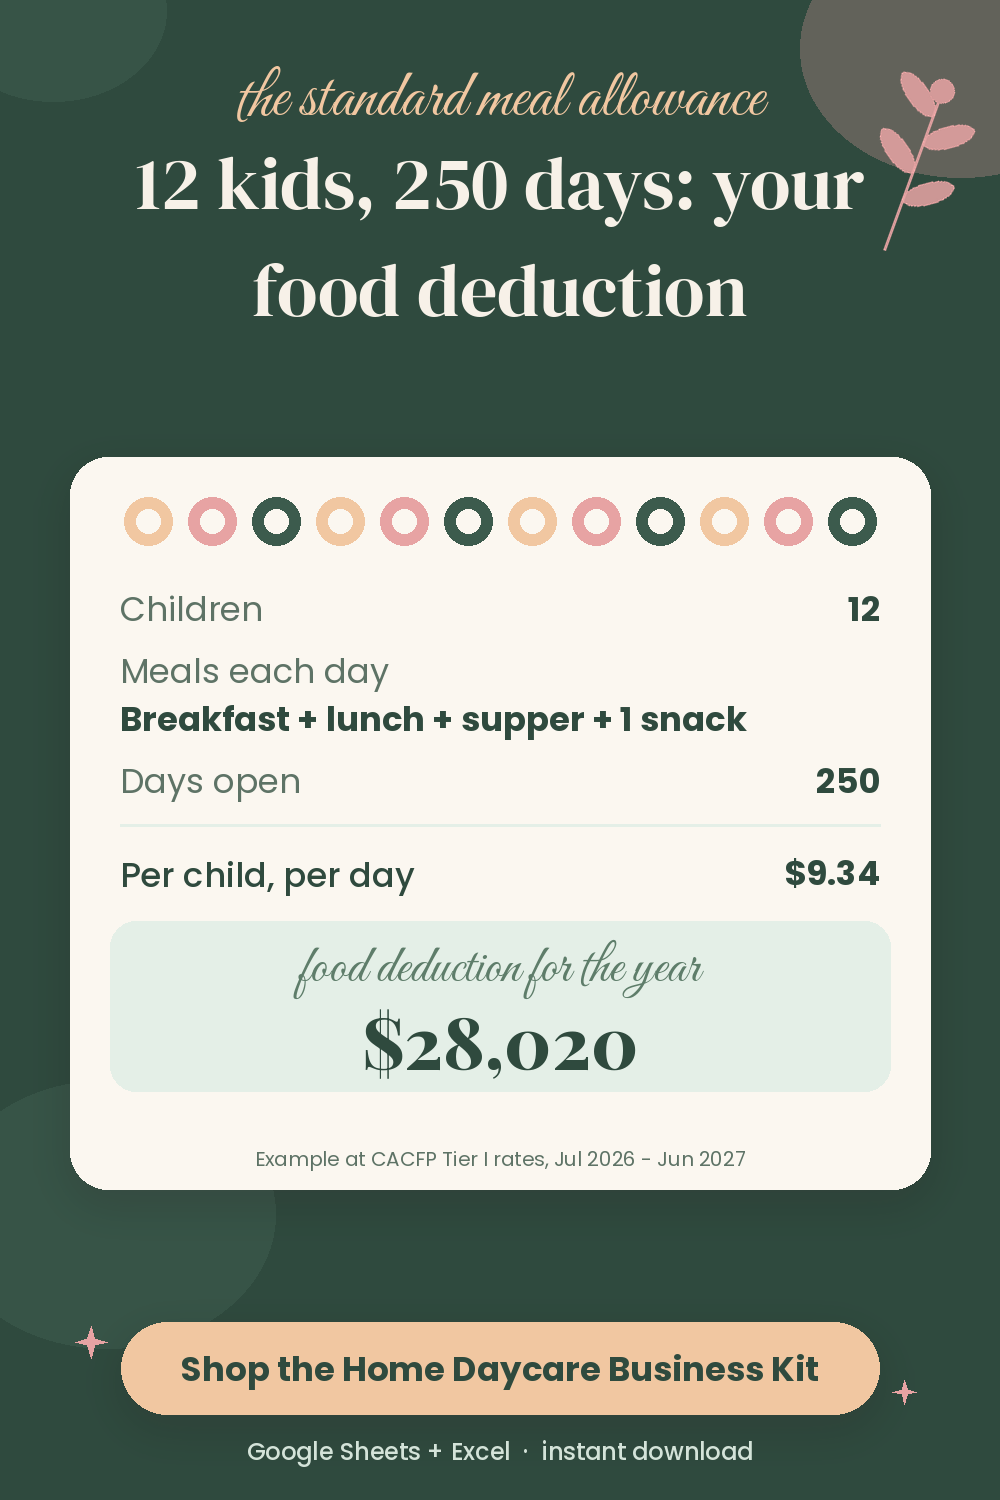 the standard meal allowance
12 kids, 250 days: your
food deduction
Children 12
Meals each day
Breakfast + lunch + supper + 1 snack
Days open 250
Per child, per day $9.34
food deduction for the year
$28,020
Example at CACFP Tier I rates, Jul 2026 - Jun 2027
Shop the Home Daycare Business Kit
Google Sheets + Excel · instant download